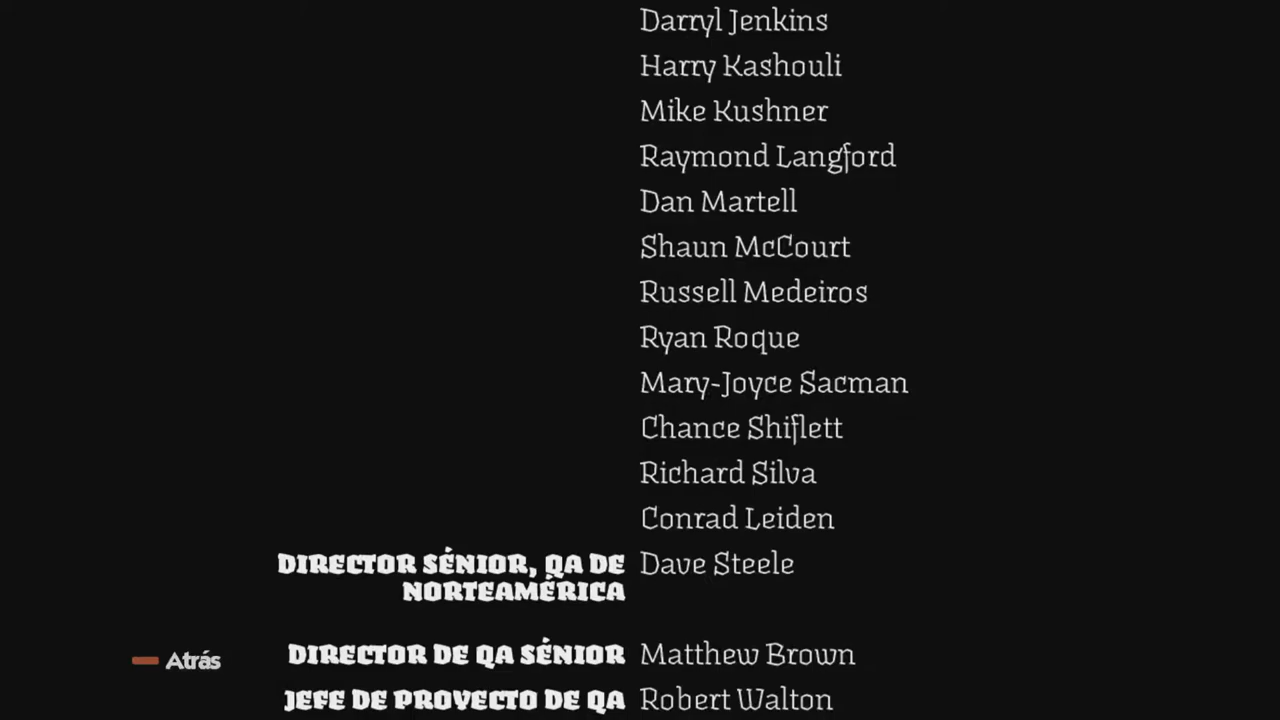 Darryl Jenkins
Harry Kashouli
Mike Kushner
Raymond Langford
Dan Martell
Shaun McCourt
Russell Medeiros
Ryan Roque
Mary-Joyce Sacman
Chance Shiflett
Richard Silva
Conrad Leiden
DIRECTOR SÉNIOR, QA DE Dave Steele
NORTEAMÉRICA
DIRECTOR DE QA SÉNIOR Matthew Brown
Atrás
JEFE DE PROYECTO DE QA Robert Walton